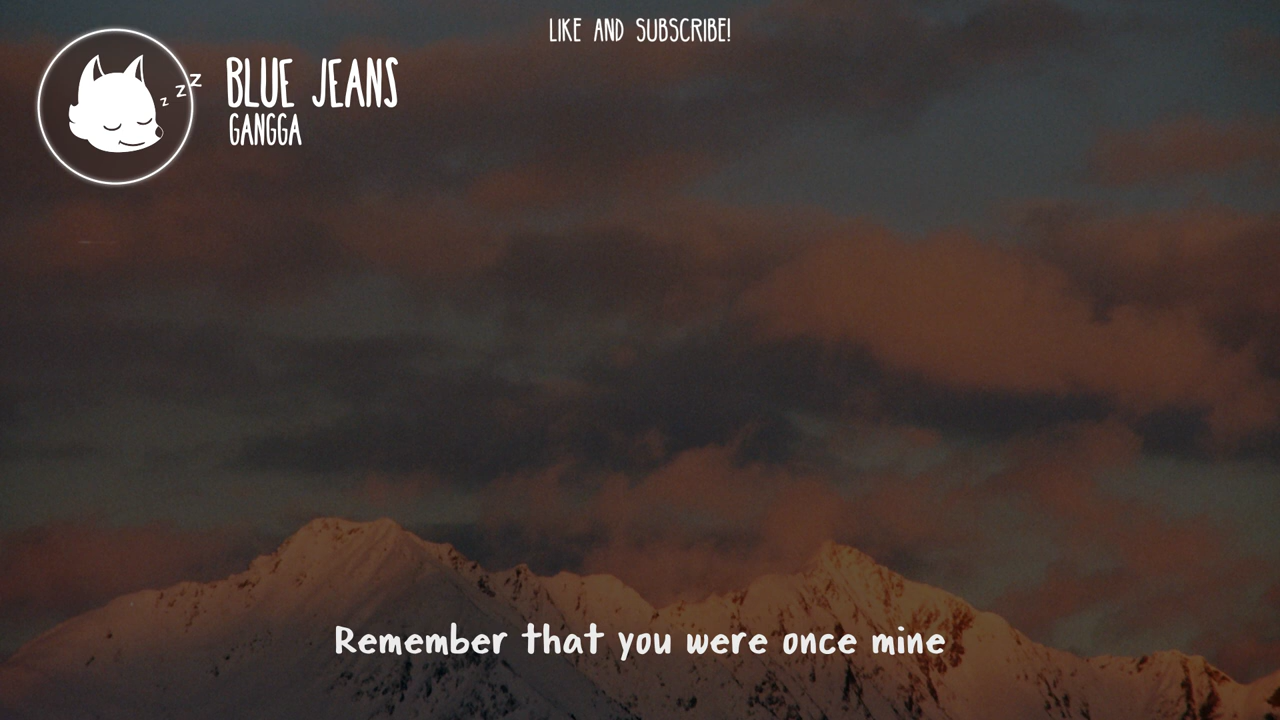 LIKE AND SUBSCRIBE!
z z z
BLUE JEANS
GANGGA
Remember that you were once mine